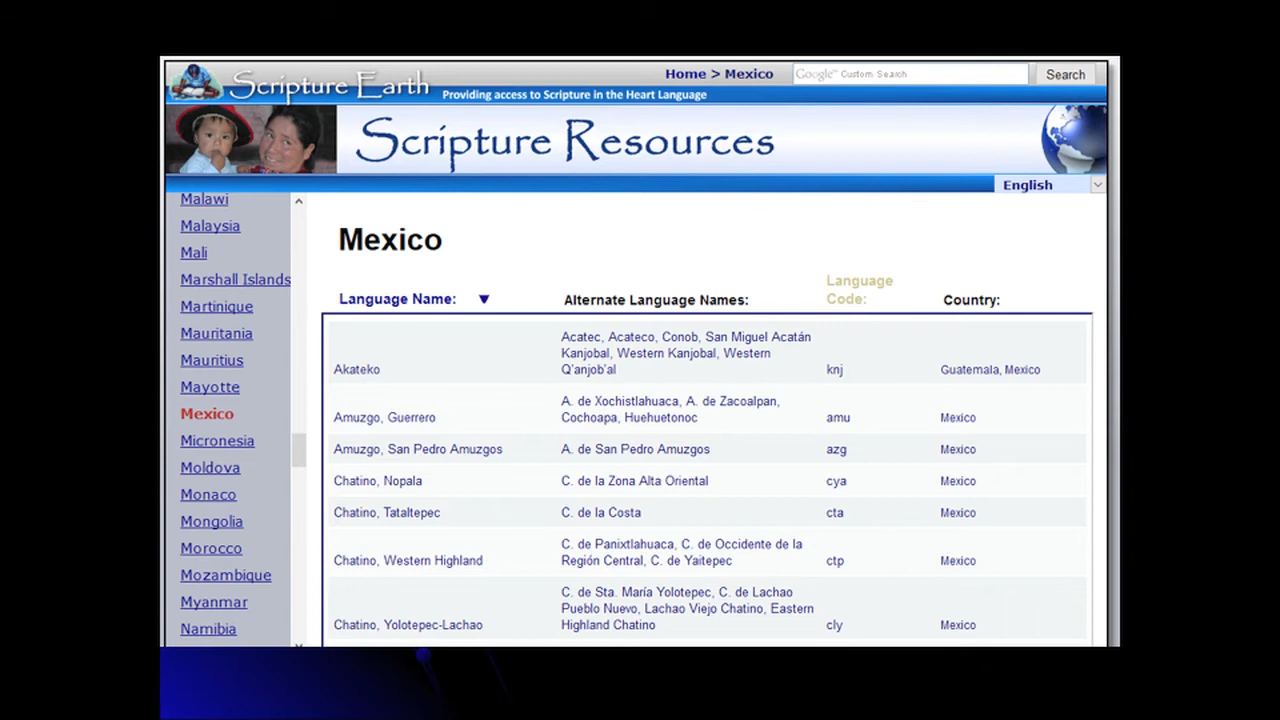 Scripture Earth
Home > Mexico
Google™ Custom Search
Search
Providing access to Scripture in the Heart Language
Scripture Resources
English
Malawi
Malaysia
Mali
Marshall Islands
Martinique
Mauritania
Mauritius
Mayotte
Mexico
Micronesia
Moldova
Monaco
Mongolia
Morocco
Mozambique
Myanmar
Namibia
Mexico
Language Name: ▼
Alternate Language Names:
Language
Code:
Country:
Acatec, Acateco, Conob, San Miguel Acatán
Kanjobal, Western Kanjobal, Western
Akateko Q'anjob'al knj Guatemala, Mexico
A. de Xochistlahuaca, A. de Zacoalpan,
Amuzgo, Guerrero Cochoapa, Huehuetonoc amu Mexico
Amuzgo, San Pedro Amuzgos A. de San Pedro Amuzgos azg Mexico
Chatino, Nopala C. de la Zona Alta Oriental cya Mexico
Chatino, Tataltepec C. de la Costa cta Mexico
C. de Panixtlahuaca, C. de Occidente de la
Chatino, Western Highland Región Central, C. de Yaitepec ctp Mexico
C. de Sta. María Yolotepec, C. de Lachao
Pueblo Nuevo, Lachao Viejo Chatino, Eastern
Chatino, Yolotepec-Lachao Highland Chatino cly Mexico